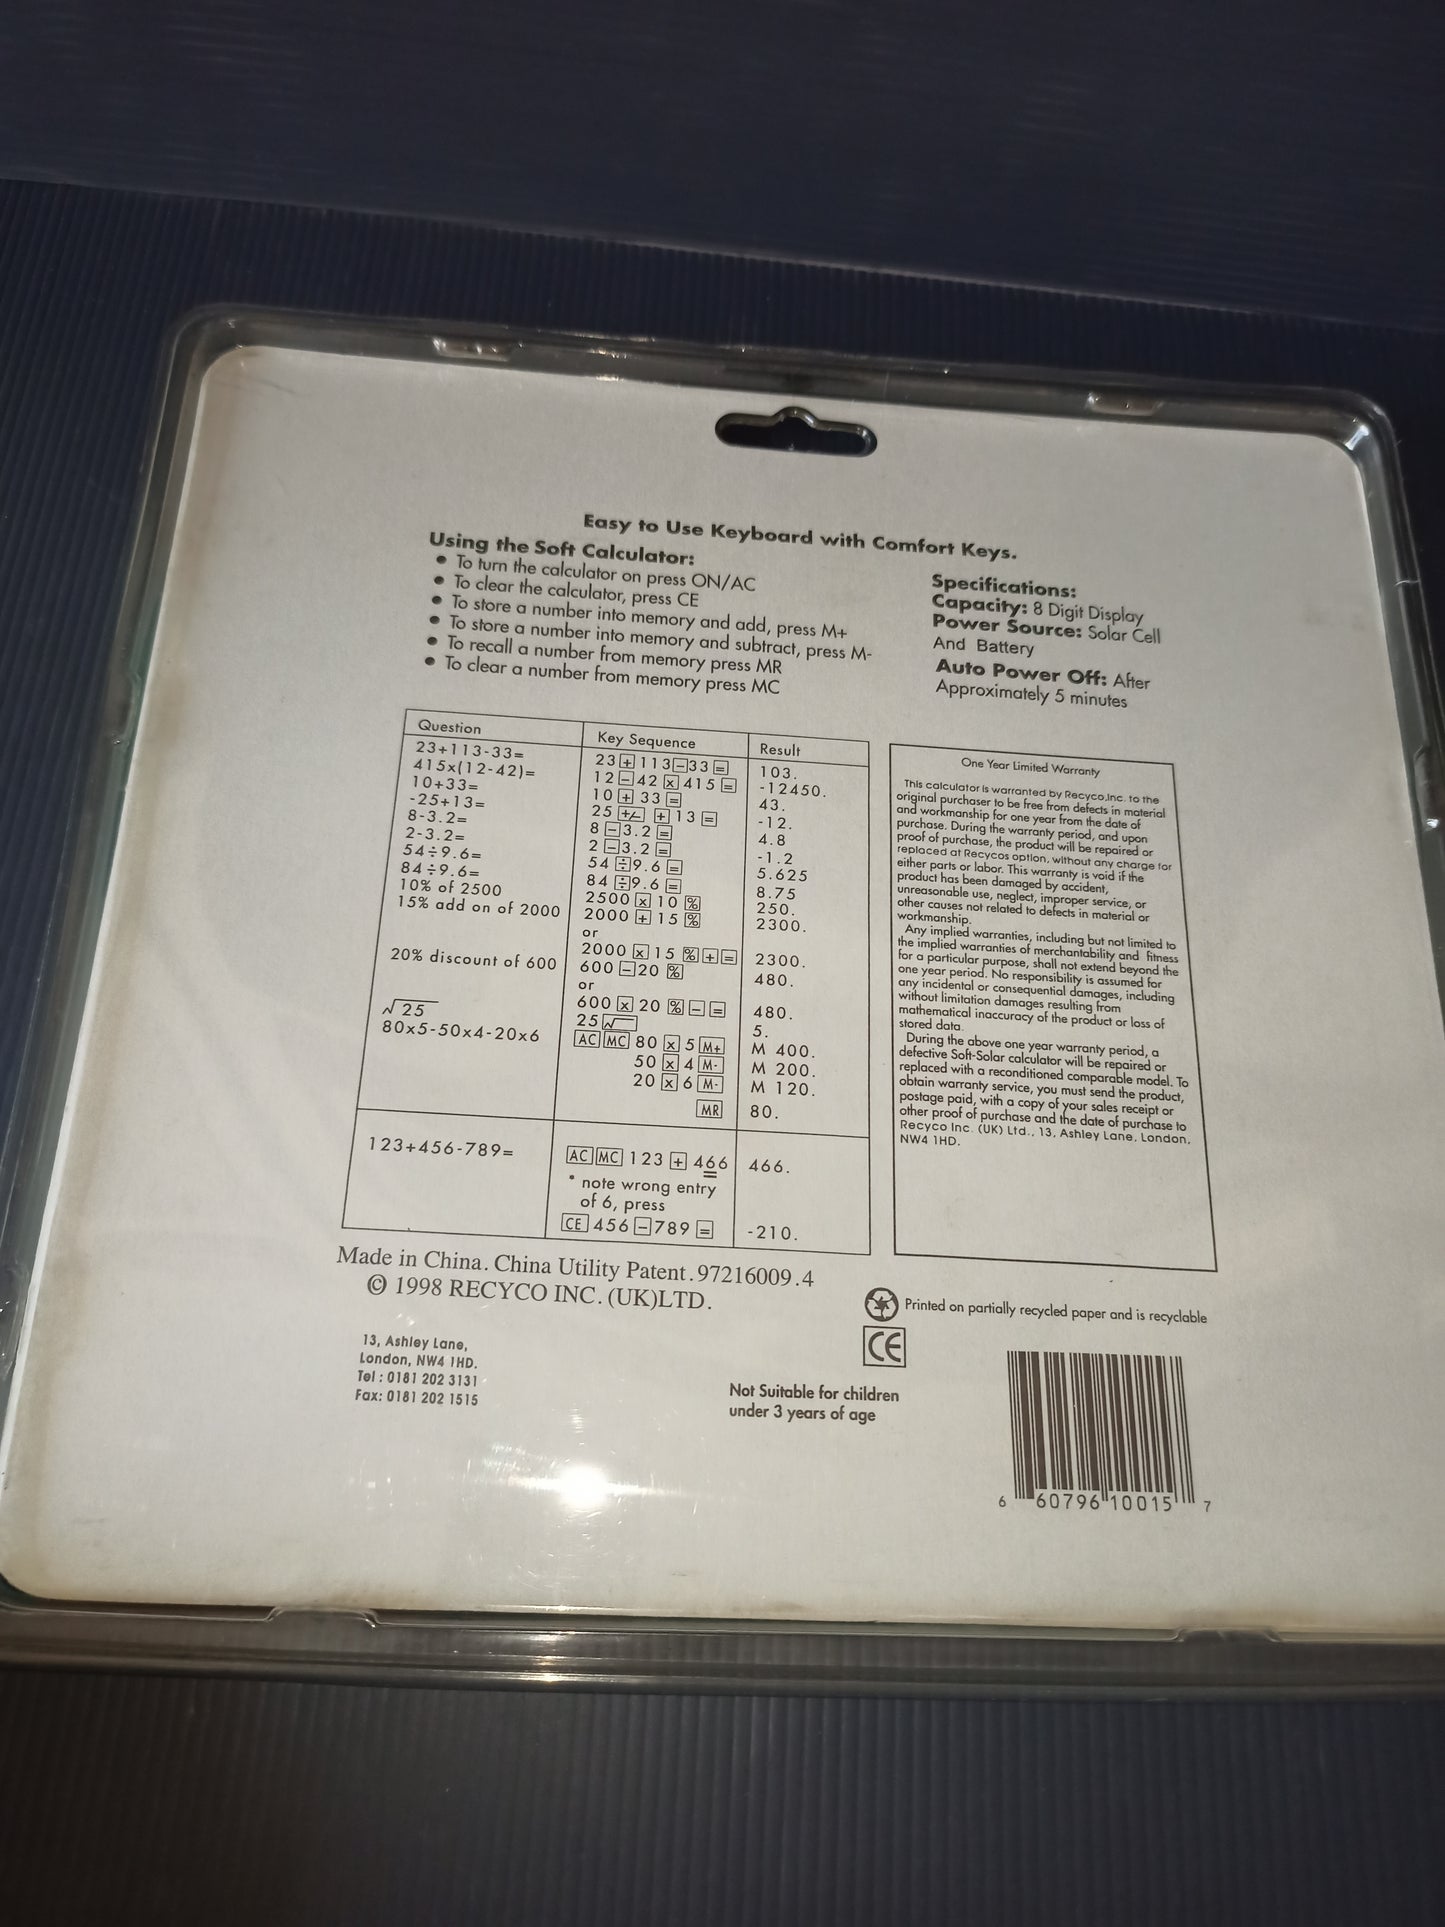 Easy to Use Keyboard with Comfort Keys.
Using the Soft Calculator:
● To turn the calculator on press ON/AC
● To clear the calculator, press CE
● To store a number into memory and add, press M+
● To store a number into memory and subtract, press M-
● To recall a number from memory press MR
● To clear a number from memory press MC
Specifications:
Capacity: 8 Digit Display
Power Source: Solar Cell
And Battery
Auto Power Off: After
Approximately 5 minutes
Question Key Sequence Result
23+113-33= 23 + 113 - 33 = 103.
415x(12-42)= 12 - 42 x 415 = -12450.
10+33= 10 + 33 = 43.
-25+13= 25 +/- + 13 = -12.
8-3.2= 8 - 3.2 = 4.8
2-3.2= 2 - 3.2 = -1.2
54÷9.6= 54 ÷ 9.6 = 5.625
84÷9.6= 84 ÷ 9.6 = 8.75
10% of 2500 2500 x 10 % 250.
15% add on of 2000 2000 + 15 % 2300.
or
2000 x 15 % + = 2300.
20% discount of 600 600 - 20 % 480.
or
600 x 20 % - = 480.
√25 25 √ 5.
80x5-50x4-20x6 AC MC 80 x 5 M+ M 400.
50 x 4 M- M 200.
20 x 6 M- M 120.
MR 80.
123+456-789= AC MC 123 + 466 466.
=
* note wrong entry
of 6, press
CE 456 - 789 = -210.
One Year Limited Warranty
This calculator is warranted by Recyco,Inc. to the
original purchaser to be free from defects in material
and workmanship for one year from the date of
purchase. During the warranty period, and upon
proof of purchase, the product will be repaired or
replaced at Recycos option, without any charge for
either parts or labor. This warranty is void if the
product has been damaged by accident,
unreasonable use, neglect, improper service, or
other causes not related to defects in material or
workmanship.
Any implied warranties, including but not limited to
the implied warranties of merchantability and fitness
for a particular purpose, shall not extend beyond the
one year period. No responsibility is assumed for
any incidental or consequential damages, including
without limitation damages resulting from
mathematical inaccuracy of the product or loss of
stored data.
During the above one year warranty period, a
defective Soft-Solar calculator will be repaired or
replaced with a reconditioned comparable model. To
obtain warranty service, you must send the product,
postage paid, with a copy of your sales receipt or
other proof of purchase and the date of purchase to
Recyco Inc. (UK) Ltd., 13, Ashley Lane, London,
NW4 1HD.
Made in China. China Utility Patent.97216009.4
© 1998 RECYCO INC. (UK)LTD.
13, Ashley Lane,
London, NW4 1HD.
Tel : 0181 202 3131
Fax: 0181 202 1515
Printed on partially recycled paper and is recyclable
CE
Not Suitable for children
under 3 years of age
6 60796 10015 7